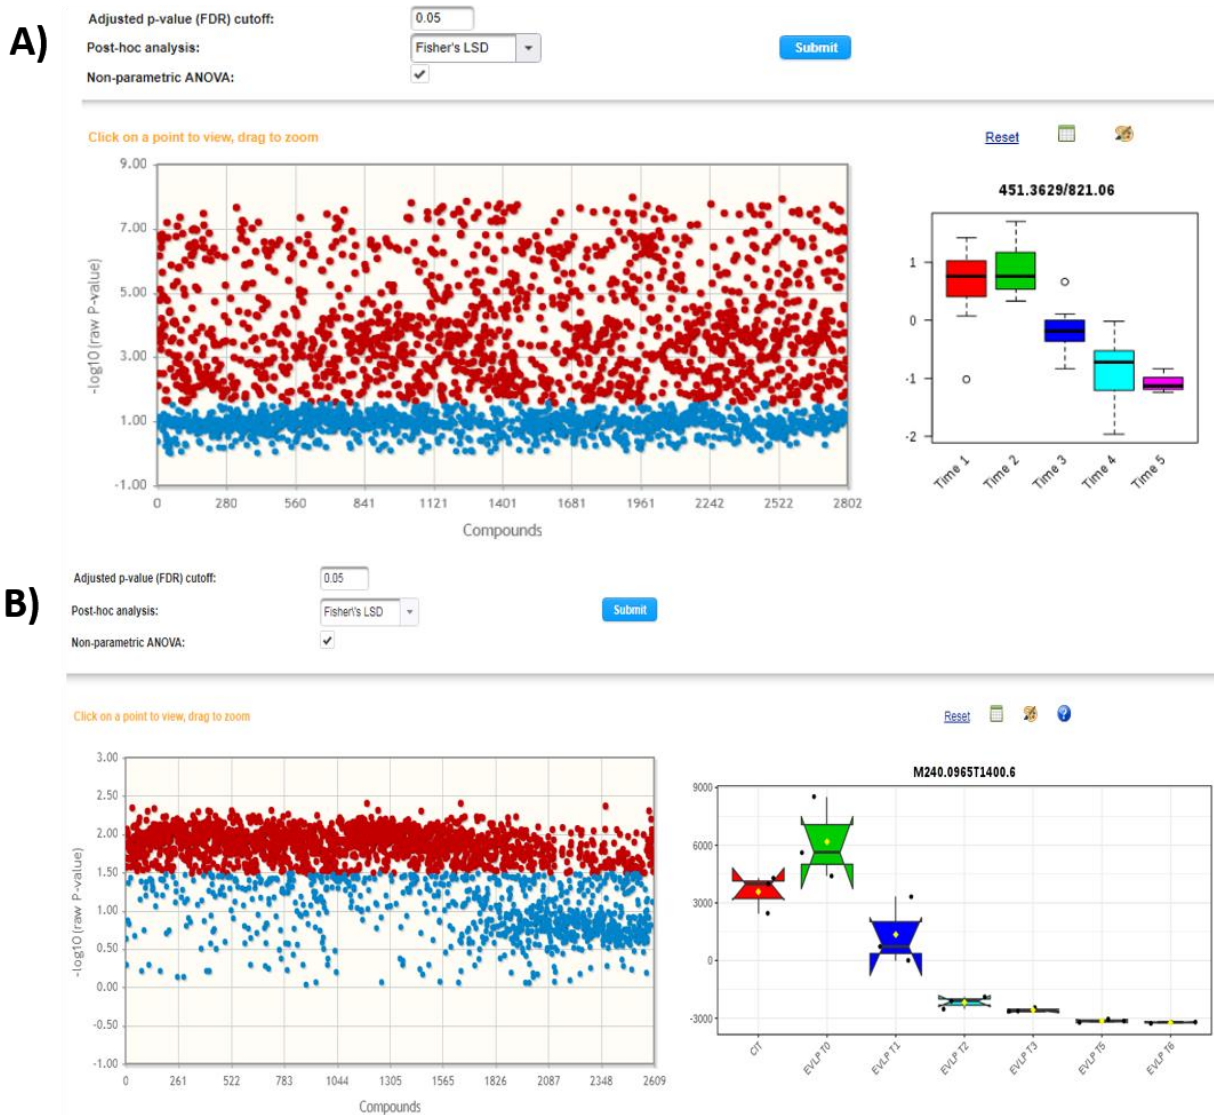 A)
Adjusted p-value (FDR) cutoff:
0.05
Post-hoc analysis:
Fisher's LSD
Submit
Non-parametric ANOVA:
Click on a point to view, drag to zoom
Reset
9.00
7.00
5.00
3.00
1.00
-1.00
-log10 (raw P-value)
0 280 560 841 1121 1401 1681 1961 2242 2522 2802
Compounds
451.3629/821.06
1
0
-1
-2
Time 1 Time 2 Time 3 Time 4 Time 5
B)
Adjusted p-value (FDR) cutoff:
0.05
Post-hoc analysis:
Fisher\'s LSD
Submit
Non-parametric ANOVA:
Click on a point to view, drag to zoom
Reset
?
3.00
2.50
2.00
1.50
1.00
0.50
0.00
-0.50
-1.00
-log10 (raw P-value)
0 261 522 783 1044 1305 1565 1826 2087 2348 2609
Compounds
M240.0965T1400.6
9000
6000
3000
0
-3000
CIT EVLP T0 EVLP T1 EVLP T2 EVLP T3 EVLP T5 EVLP T6